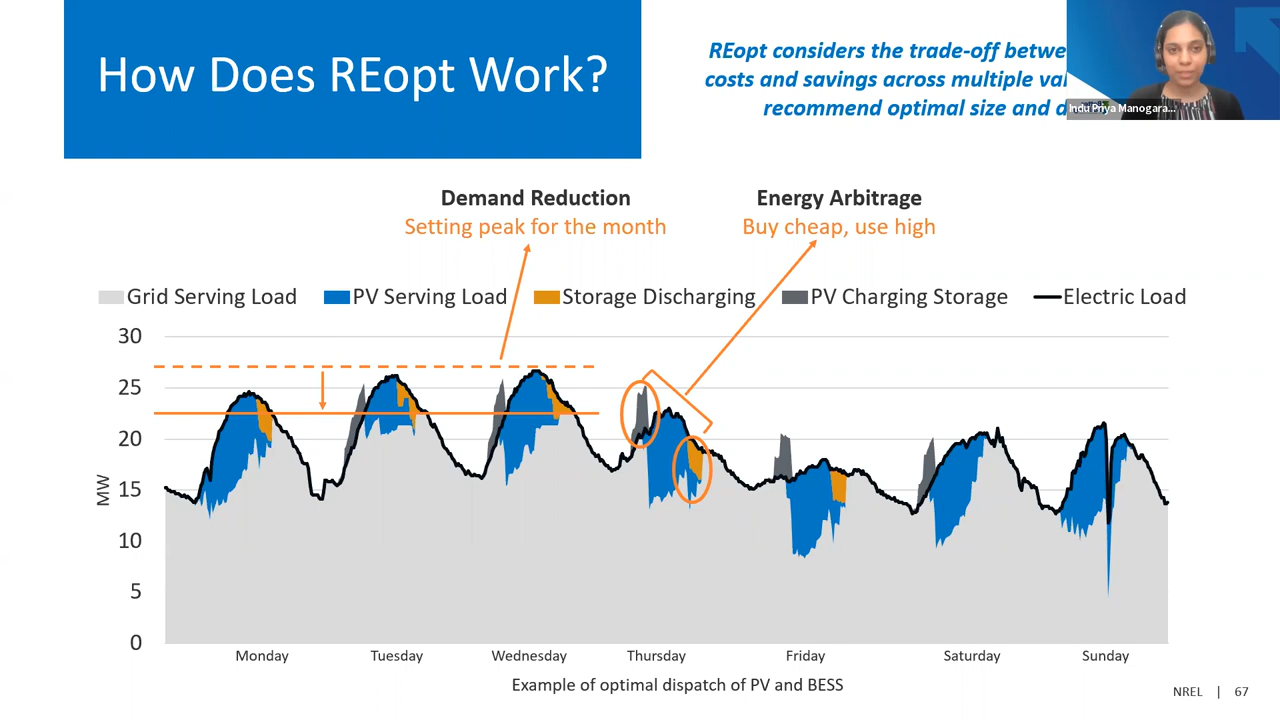 How Does REopt Work?
REopt considers the trade-off betwe
costs and savings across multiple val
recommend optimal size and d
Indu Priya Manogara...
Demand Reduction
Setting peak for the month
Energy Arbitrage
Buy cheap, use high
Grid Serving Load PV Serving Load Storage Discharging PV Charging Storage Electric Load
30
25
20
15
10
5
0
MW
Monday Tuesday Wednesday Thursday Friday Saturday Sunday
Example of optimal dispatch of PV and BESS
NREL | 67